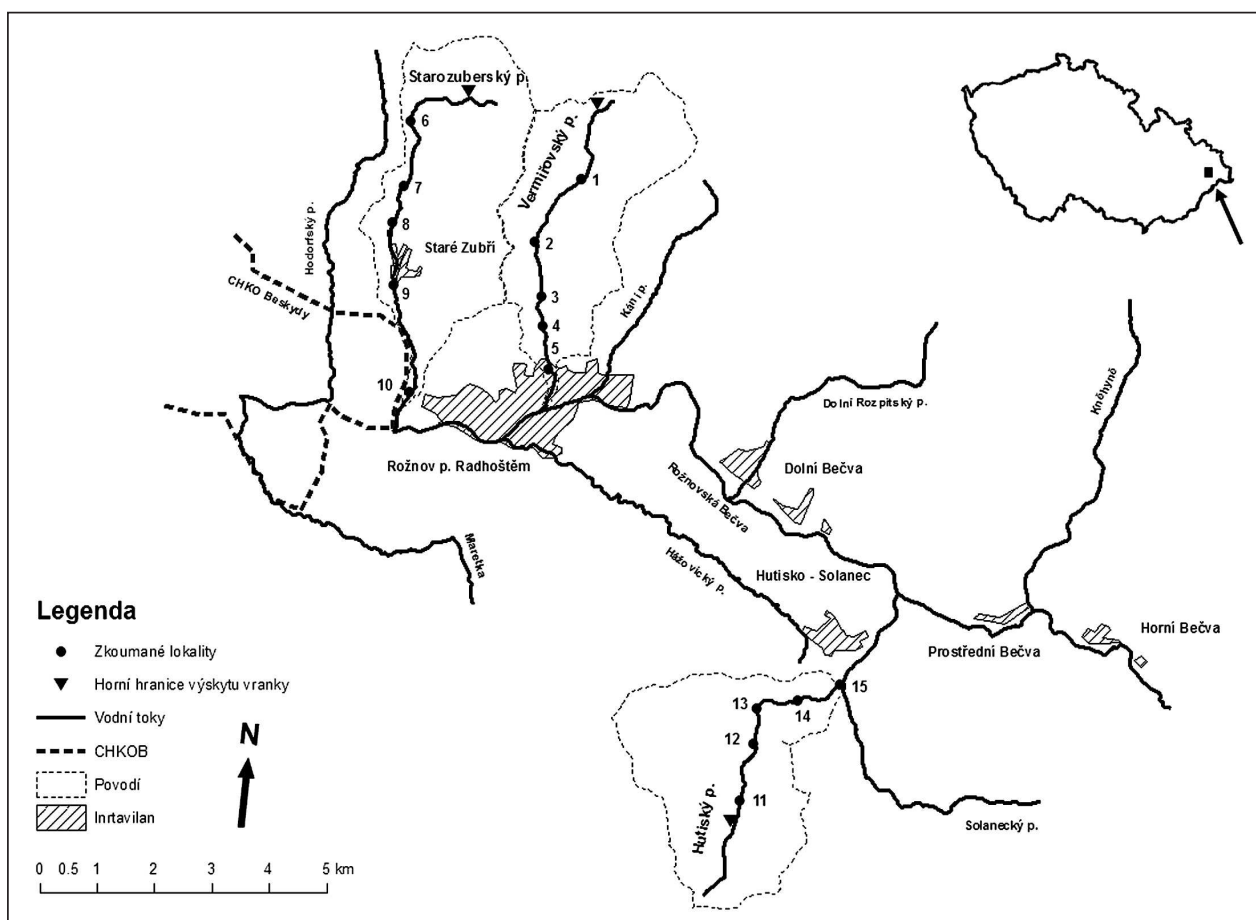 Starozuberský p.
6
Vermiřovský p.
1
7
Hodorfský p.
8
Staré Zubří
2
CHKO Beskydy
9
3
Kání p.
4
5
10
Kněhyně
Dolní Rozpitský p.
Rožnov p. Radhoštěm
Dolní Bečva
Rožnovská Bečva
Maretka
Hážovický p.
Hutisko - Solanec
Prostřední Bečva
Horní Bečva
15
13
14
12
11
Hutiský p.
Solanecký p.
Legenda
Zkoumané lokality
Horní hranice výskytu vranky
Vodní toky
CHKOB
Povodí
Inrtavilan
N
0 0.5 1 2 3 4 5 km